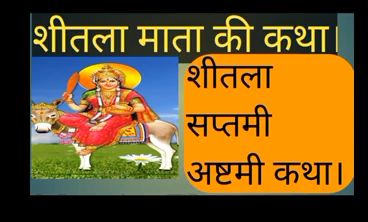 शीतला माता की कथा।
शीतला
सप्तमी
अष्टमी कथा।